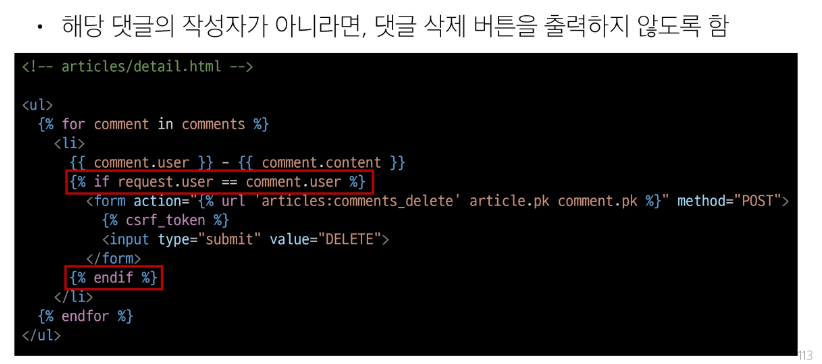 • 해당 댓글의 작성자가 아니라면, 댓글 삭제 버튼을 출력하지 않도록 함
<!-- articles/detail.html -->
<ul>
{% for comment in comments %}
<li>
{{ comment.user }} - {{ comment.content }}
{% if request.user == comment.user %}
<form action="{% url 'articles:comments_delete' article.pk comment.pk %}" method="POST">
{% csrf_token %}
<input type="submit" value="DELETE">
</form>
{% endif %}
</li>
{% endfor %}
</ul>
113